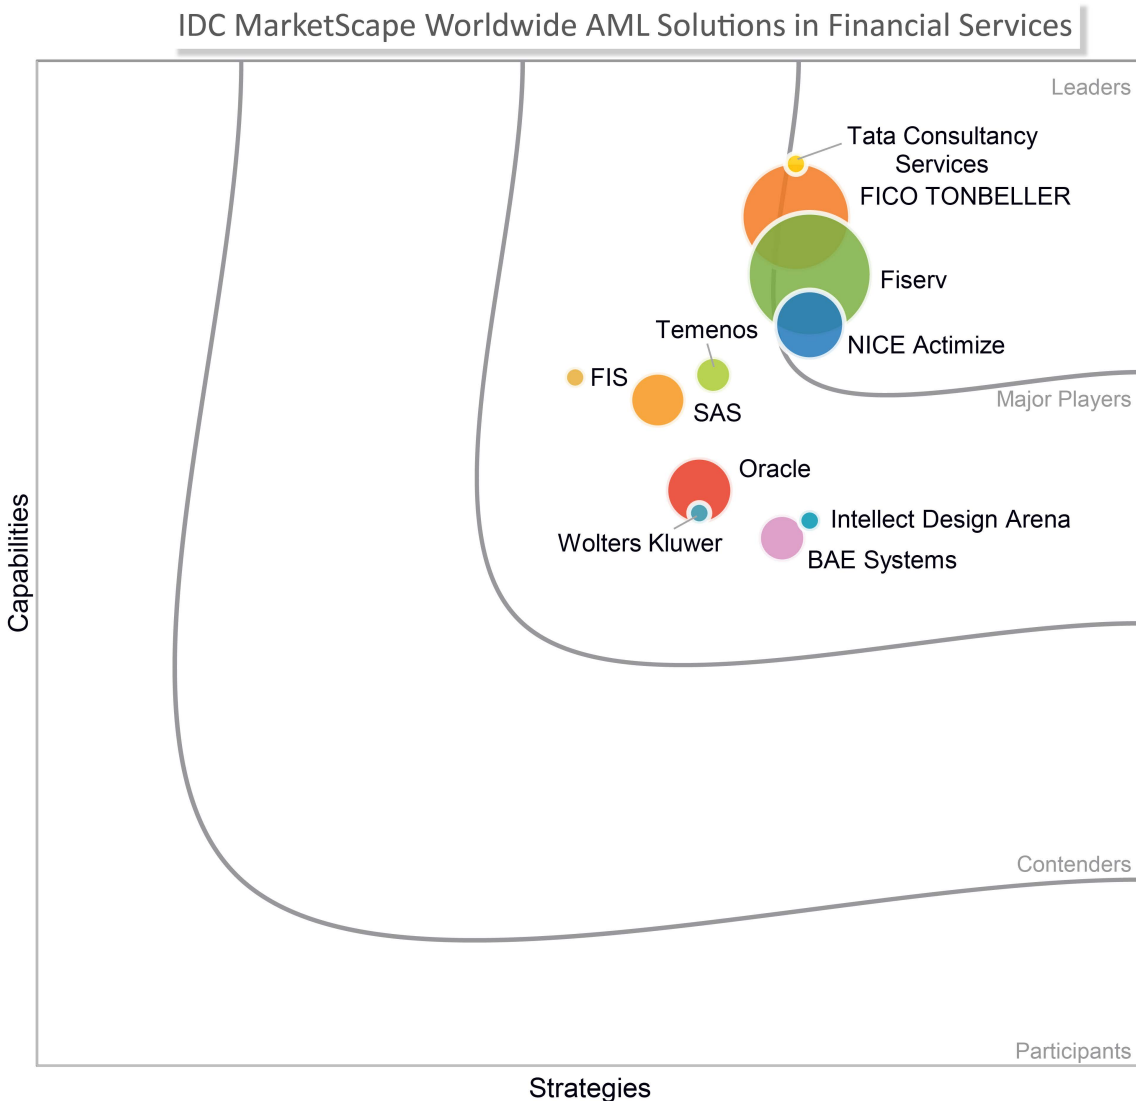 IDC MarketScape Worldwide AML Solutions in Financial Services
Leaders
Tata Consultancy
Services
FICO TONBELLER
Fiserv
Temenos
NICE Actimize
FIS
SAS
Major Players
Oracle
Intellect Design Arena
Wolters Kluwer
BAE Systems
Capabilities
Contenders
Participants
Strategies